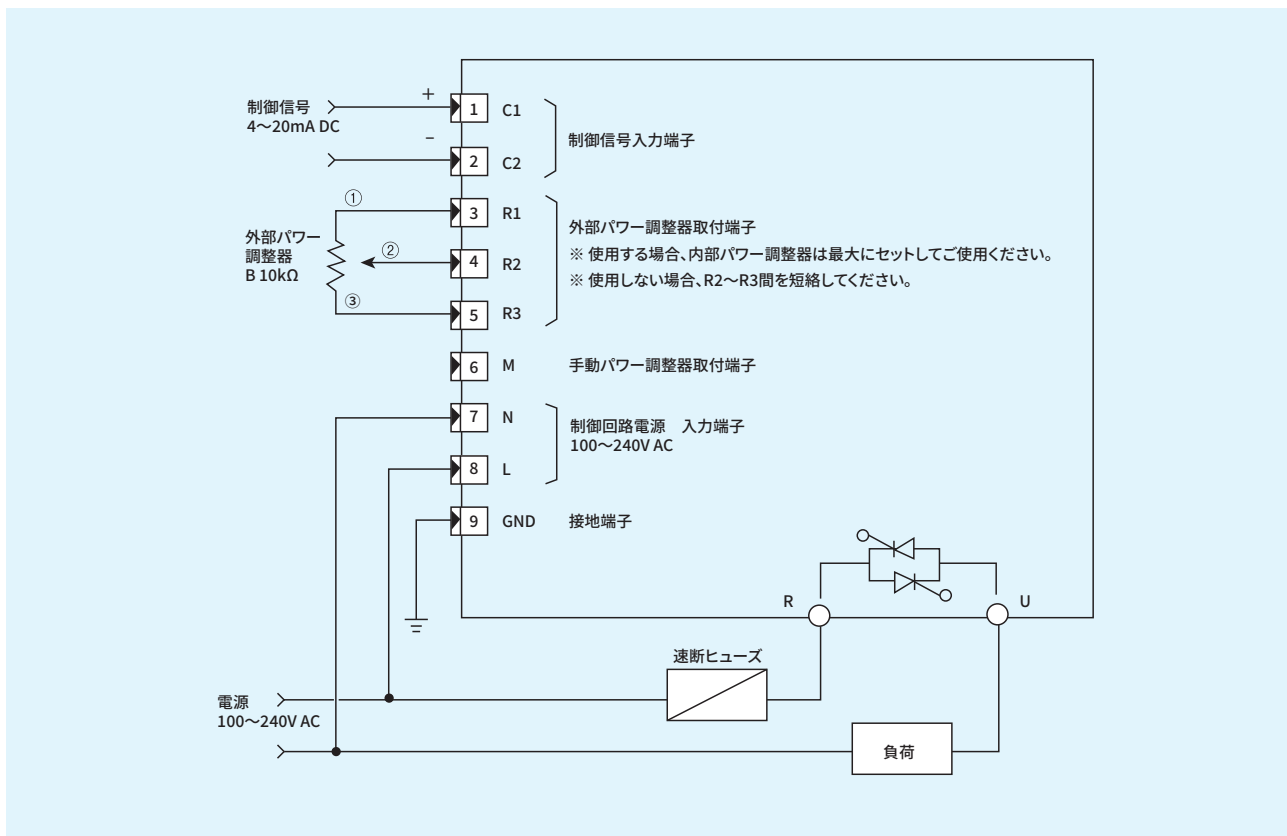 制御信号
4〜20mA DC
+
1
C1
制御信号入力端子
−
2
C2
①
3
R1
外部パワー調整器取付端子
外部パワー
調整器
B 10kΩ
②
4
R2
※ 使用する場合、内部パワー調整器は最大にセットしてご使用ください。
※ 使用しない場合、R2〜R3間を短絡してください。
③
5
R3
6
M
手動パワー調整器取付端子
7
N
制御回路電源 入力端子
100〜240V AC
8
L
9
GND
接地端子
R
U
速断ヒューズ
電源
100〜240V AC
負荷